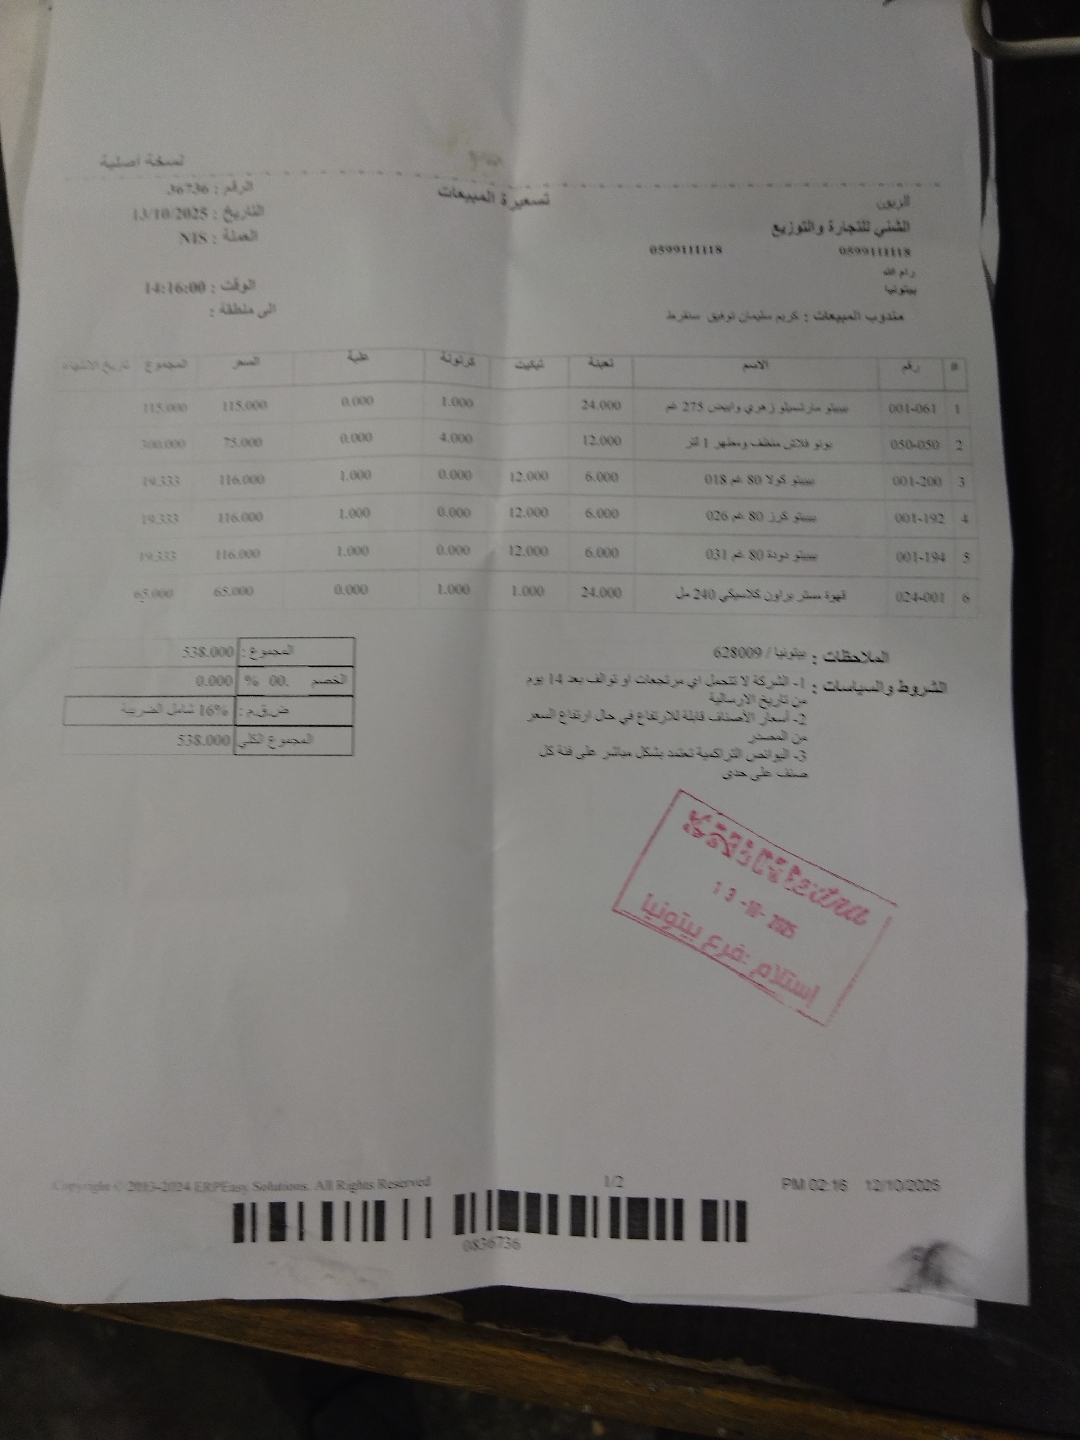 نسخة أصلية
تسعيرة المبيعات
الزبون
الشني للتجارة والتوزيع
0599111118 0599111118
رام الله
بيتونيا
مندوب المبيعات : كريم سليمان توفيق سنقرط
الرقم : 36736
التاريخ : 13/10/2025
العملة : NIS
الوقت : 14:16:00
الى منطقة :
# رقم الاسم تعبئة تيكيت كرتونة علبة السعر المجموع تاريخ الانتهاء
1 001-061 بيبيتو مارشميلو زهري وابيض 275 غم 24.000 1.000 0.000 115.000 115.000
2 050-050 بونو فلاش منظف ومطهر 1 لتر 12.000 4.000 0.000 75.000 300.000
3 001-200 بيبيتو كولا 80 غم 018 6.000 12.000 0.000 1.000 116.000 19.333
4 001-192 بيبيتو كرز 80 غم 026 6.000 12.000 0.000 1.000 116.000 19.333
5 001-194 بيبيتو دودة 80 غم 031 6.000 12.000 0.000 1.000 116.000 19.333
6 024-001 قهوة مستر براون كلاسيكي 240 مل 24.000 1.000 1.000 0.000 65.000 65.000
الملاحظات : بيتونيا / 628009
الشروط والسياسات : 1- الشركة لا تتحمل اي مرتجعات او توالف بعد 14 يوم
من تاريخ الارسالية
2- أسعار الأصناف قابلة للارتفاع في حال ارتفاع السعر
من المصدر
3- البوانص التراكمية تعتمد بشكل مباشر على فئة كل
صنف على حدى
المجموع : 538.000
الخصم .00 % 0.000
ض.ق.م : 16% شامل الضريبة
المجموع الكلي 538.000
extra
13-10-2025
إستلام :فرع بيتونيا
Copyright © 2013-2024 ERPEasy Solutions. All Rights Reserved
1/2
PM 02:16 12/10/2025
0836736